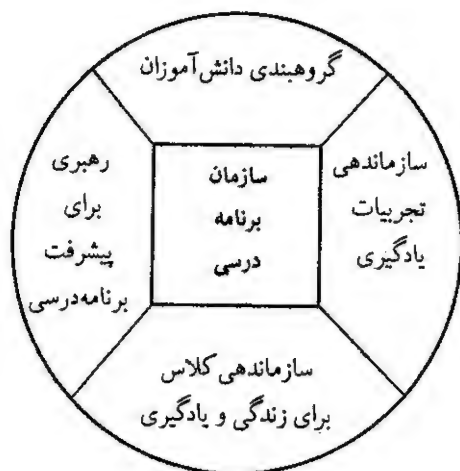 گروهبندی دانش‌آموزان
سازماندهی
تجربیات
یادگیری
سازمان
برنامه
درسی
رهبری
برای
پیشرفت
برنامه‌درسی
سازماندهی کلاس
برای زندگی و یادگیری